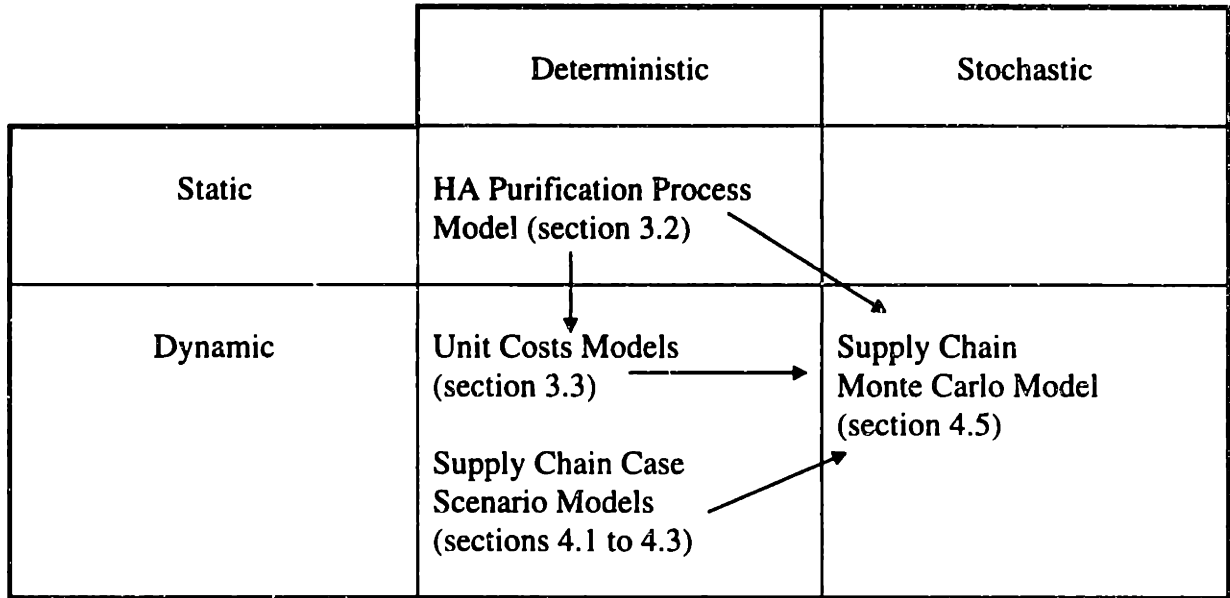 Deterministic
Stochastic
Static
HA Purification Process
Model (section 3.2)
Dynamic
Unit Costs Models
(section 3.3)
Supply Chain Case
Scenario Models
(sections 4.1 to 4.3)
Supply Chain
Monte Carlo Model
(section 4.5)